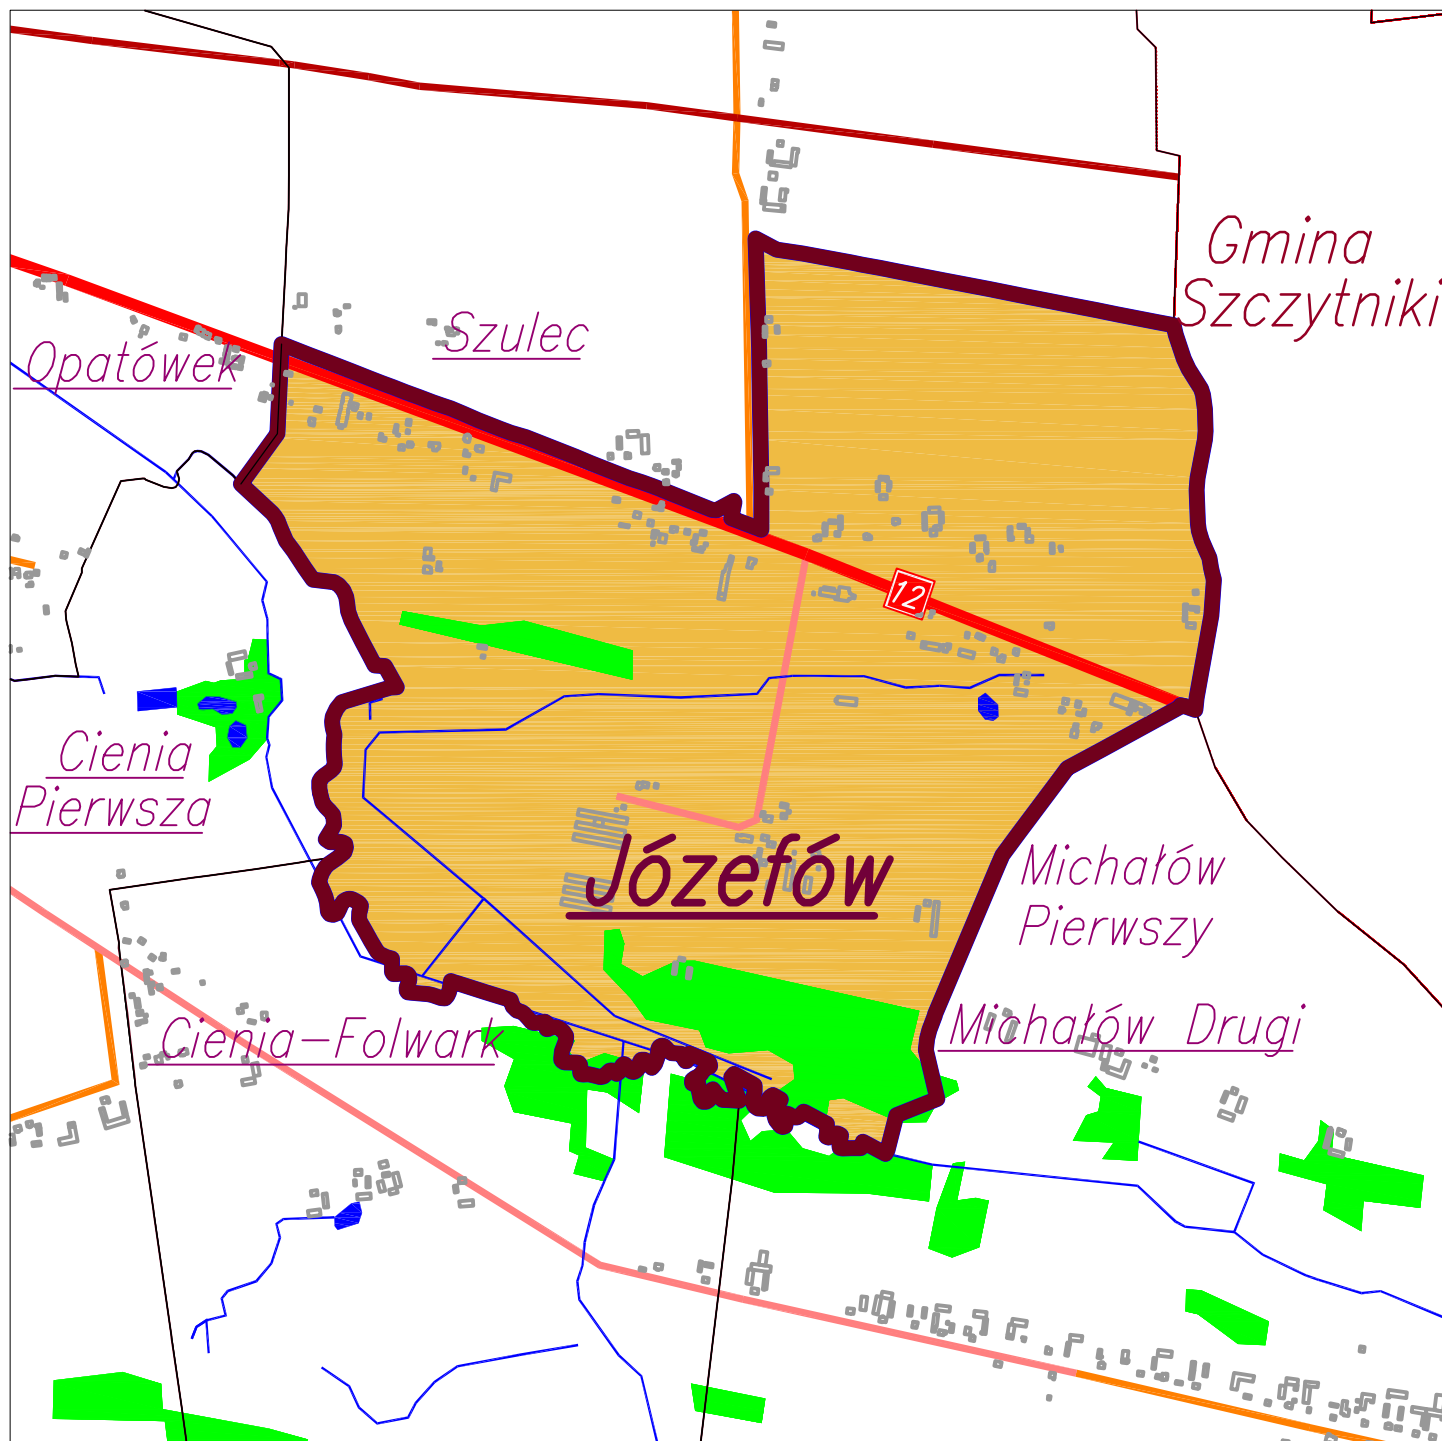 Gmina
Szczytniki
Szulec
Opatówek
12
Cienia
Pierwsza
Józefów
Michałów
Pierwszy
Cienia-Folwark
Michałów Drugi